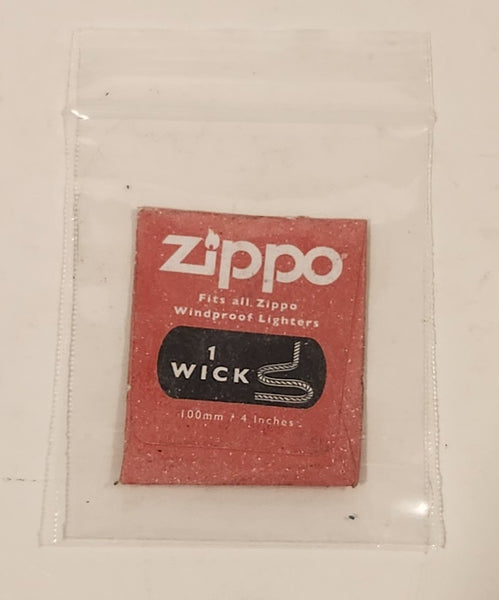 zippo
Fits all Zippo
Windproof Lighters
1
WICK
100mm • 4 Inches